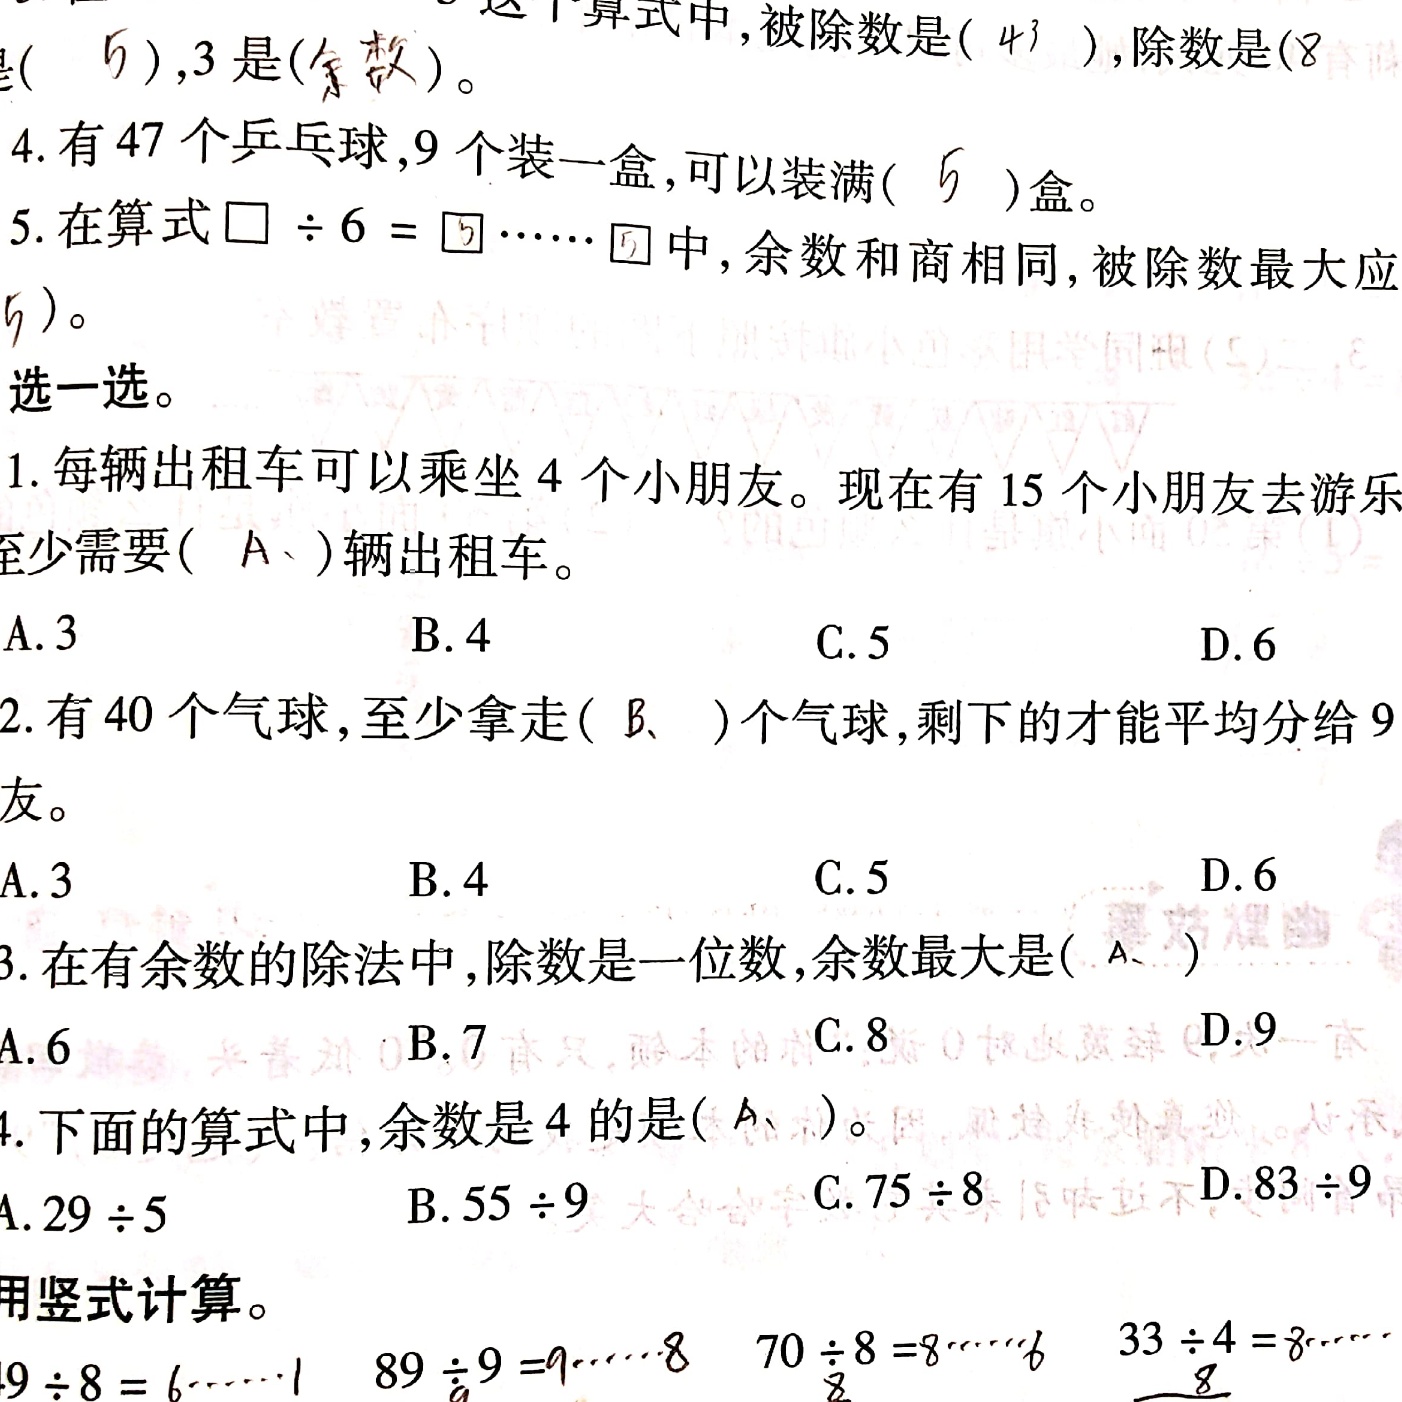 这个算式中,被除数是( 43 ),除数是(8
是( 5 ),3 是(余数)。
4. 有 47 个乒乓球,9 个装一盒,可以装满( 5 )盒。
5. 在算式□ ÷ 6 = 5 …… 5 中,余数和商相同,被除数最大应
5)。
选一选。
1. 每辆出租车可以乘坐 4 个小朋友。现在有 15 个小朋友去游乐
至少需要( A、)辆出租车。
A. 3 B. 4 C. 5 D. 6
2. 有 40 个气球,至少拿走( B、 )个气球,剩下的才能平均分给 9
友。
A. 3 B. 4 C. 5 D. 6
3. 在有余数的除法中,除数是一位数,余数最大是( A、 )
A. 6 B. 7 C. 8 D. 9
4. 下面的算式中,余数是 4 的是( A、 )。
A. 29 ÷ 5 B. 55 ÷ 9 C. 75 ÷ 8 D. 83 ÷ 9
用竖式计算。
49 ÷ 8 = 6……1 89 ÷ 9 =9……8 70 ÷ 8 =8……6 33 ÷ 4 =8……
9 8 8